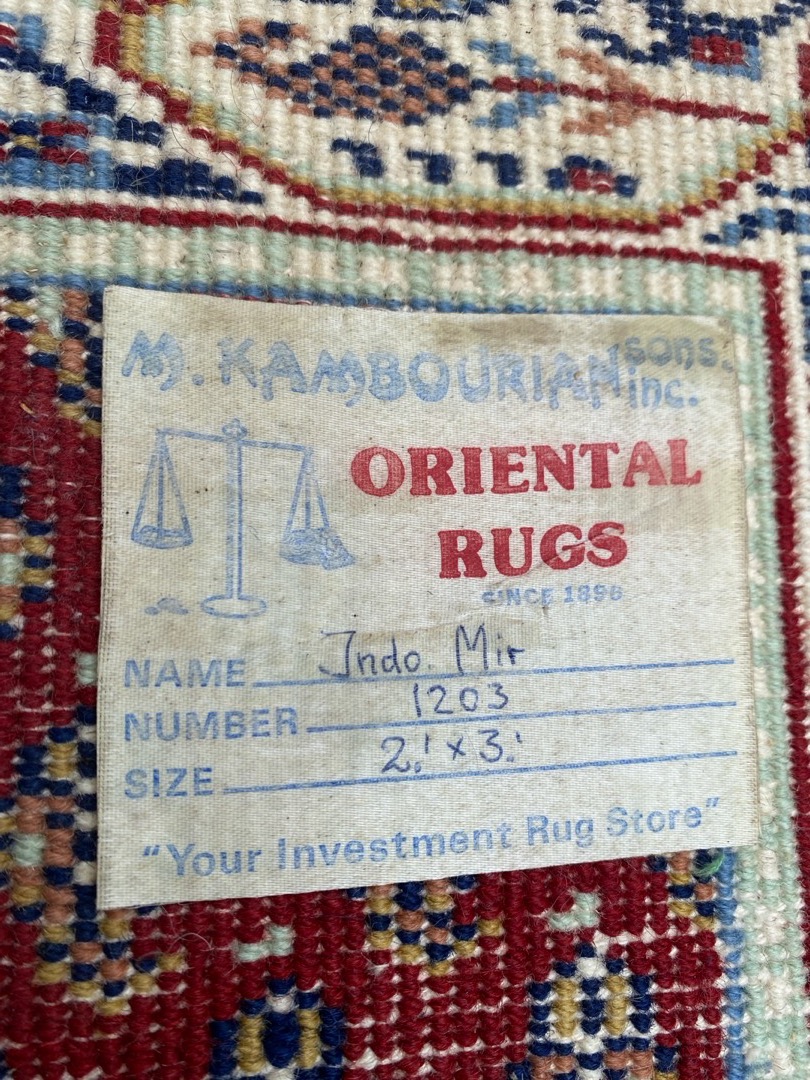 M. KAMBOURIAN SONS. INC.
ORIENTAL
RUGS
SINCE 1896
NAME Indo. Mir
NUMBER 1203
SIZE 2.' x 3.'
"Your Investment Rug Store"